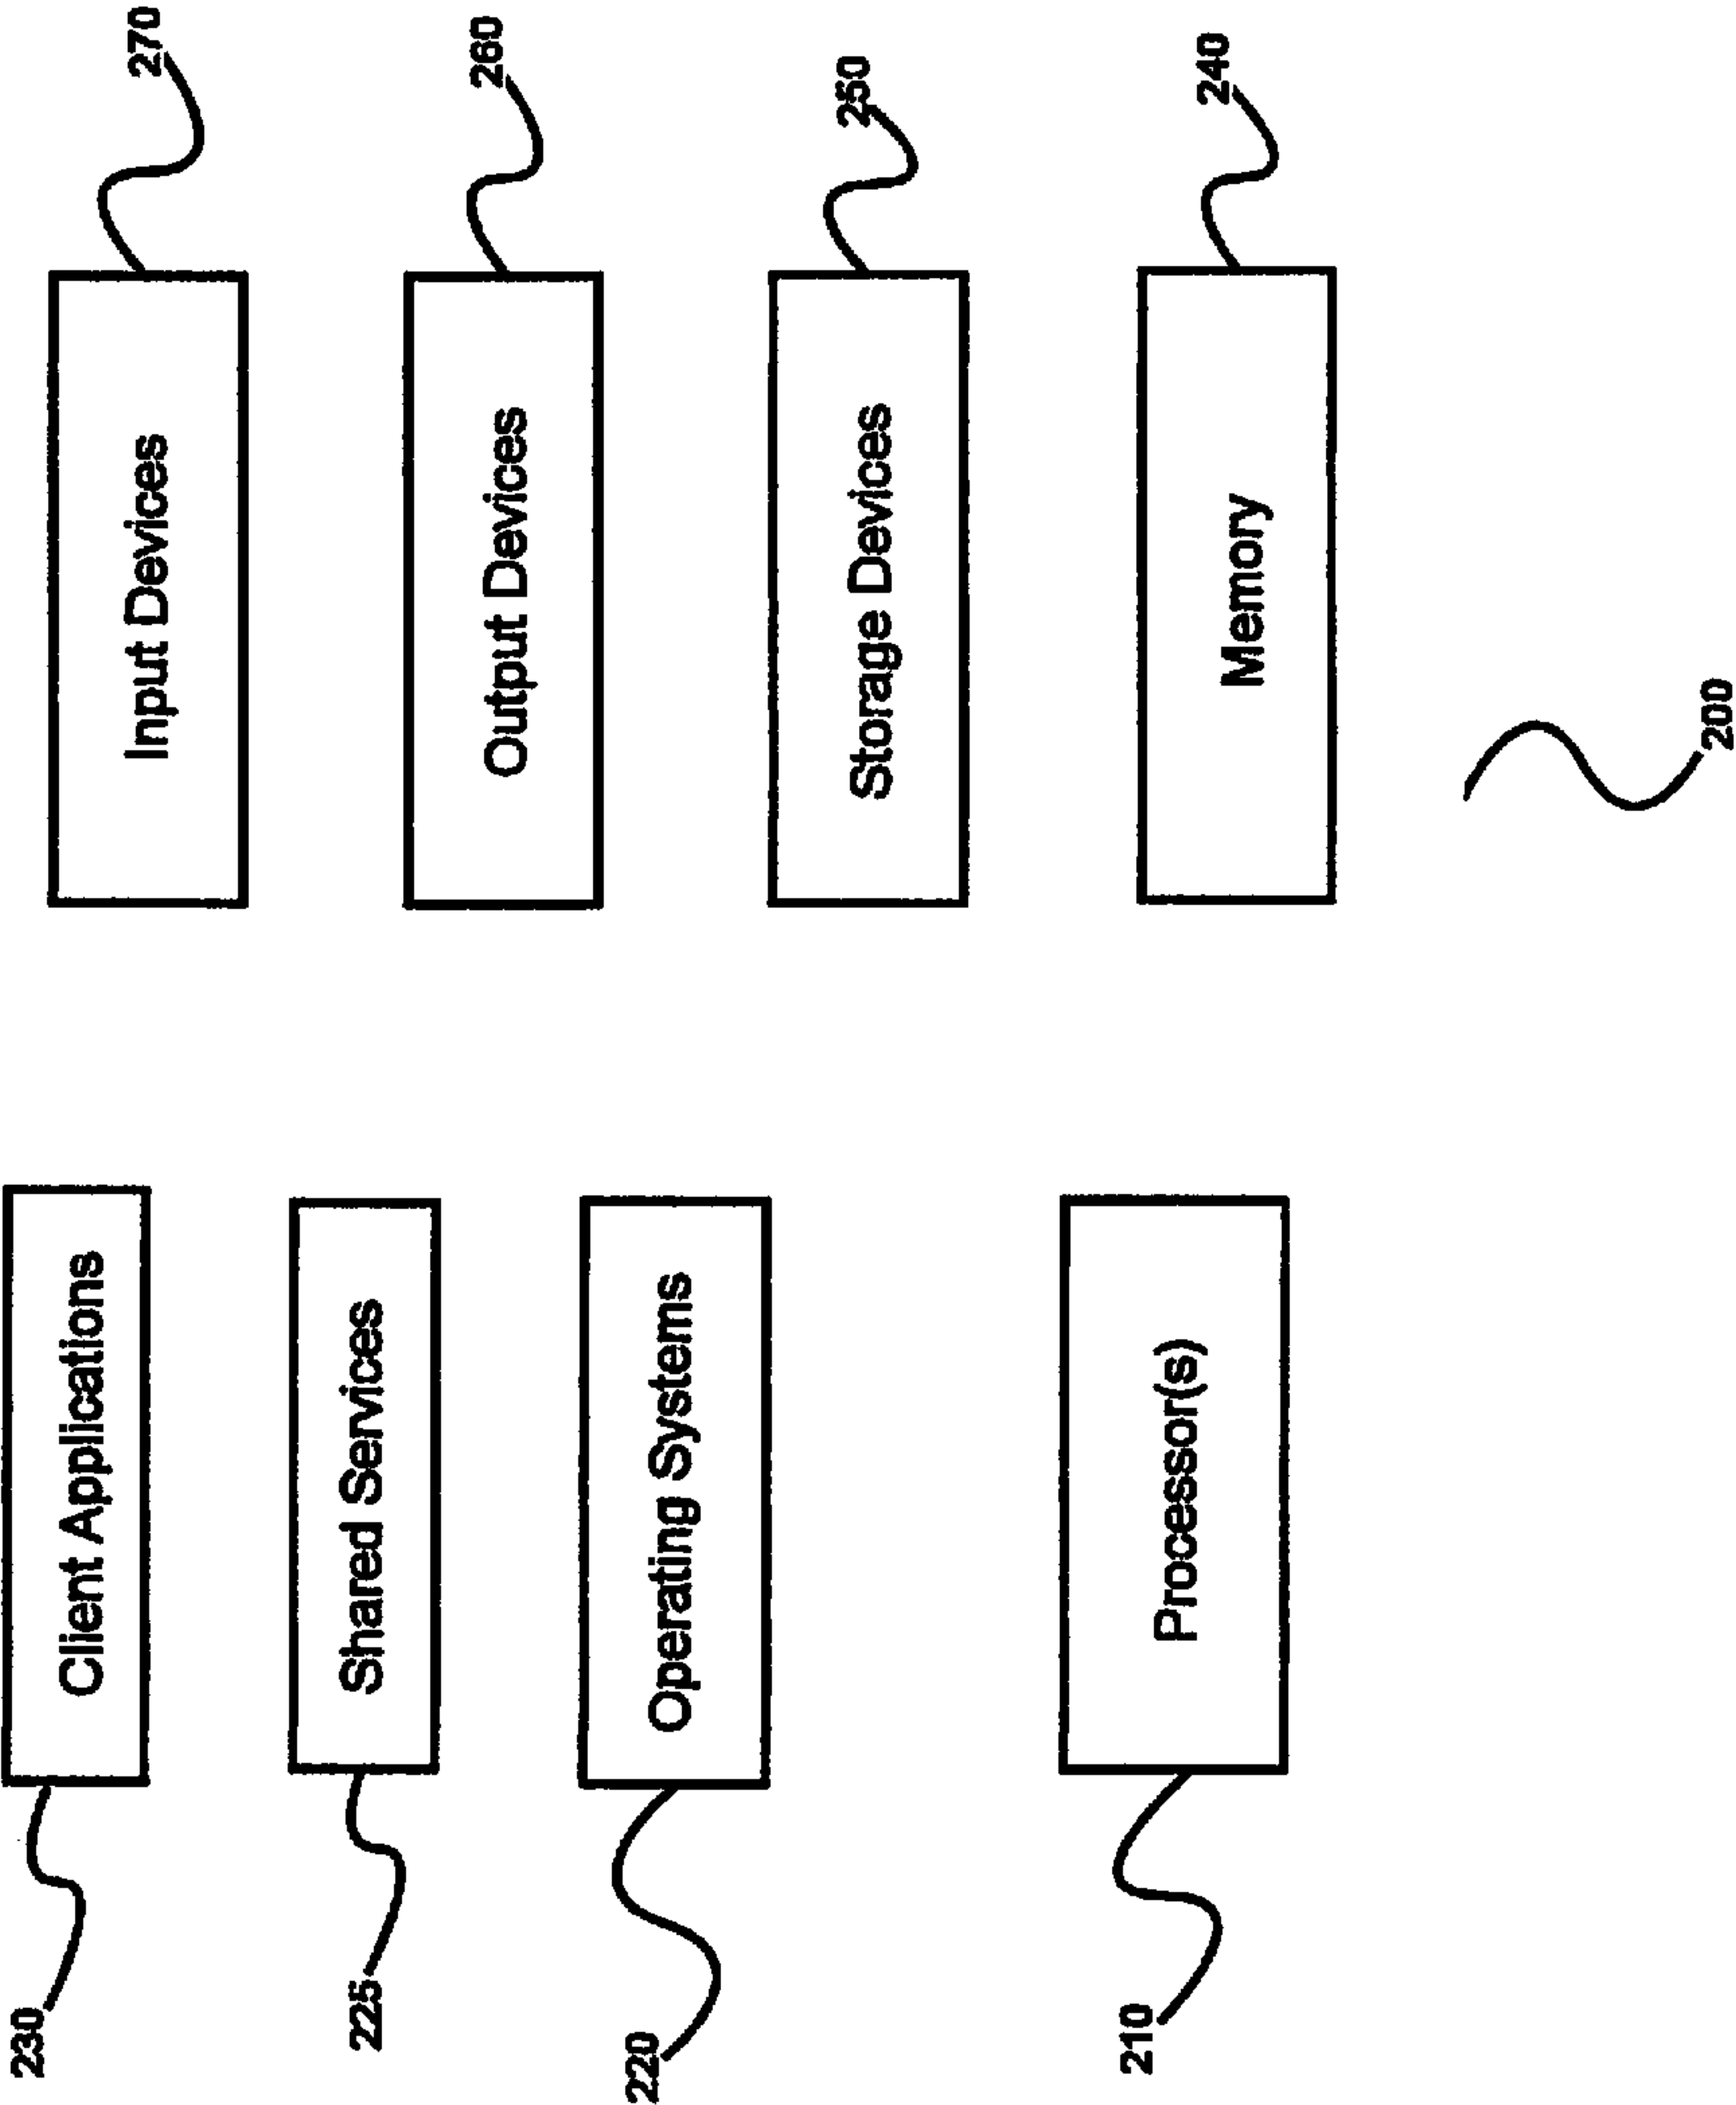 230
Client Applications
Input Devices
270
225
Shared Services
Output Devices
260
220
Operating Systems
Storage Devices
250
210
Processor(s)
Memory
240
200